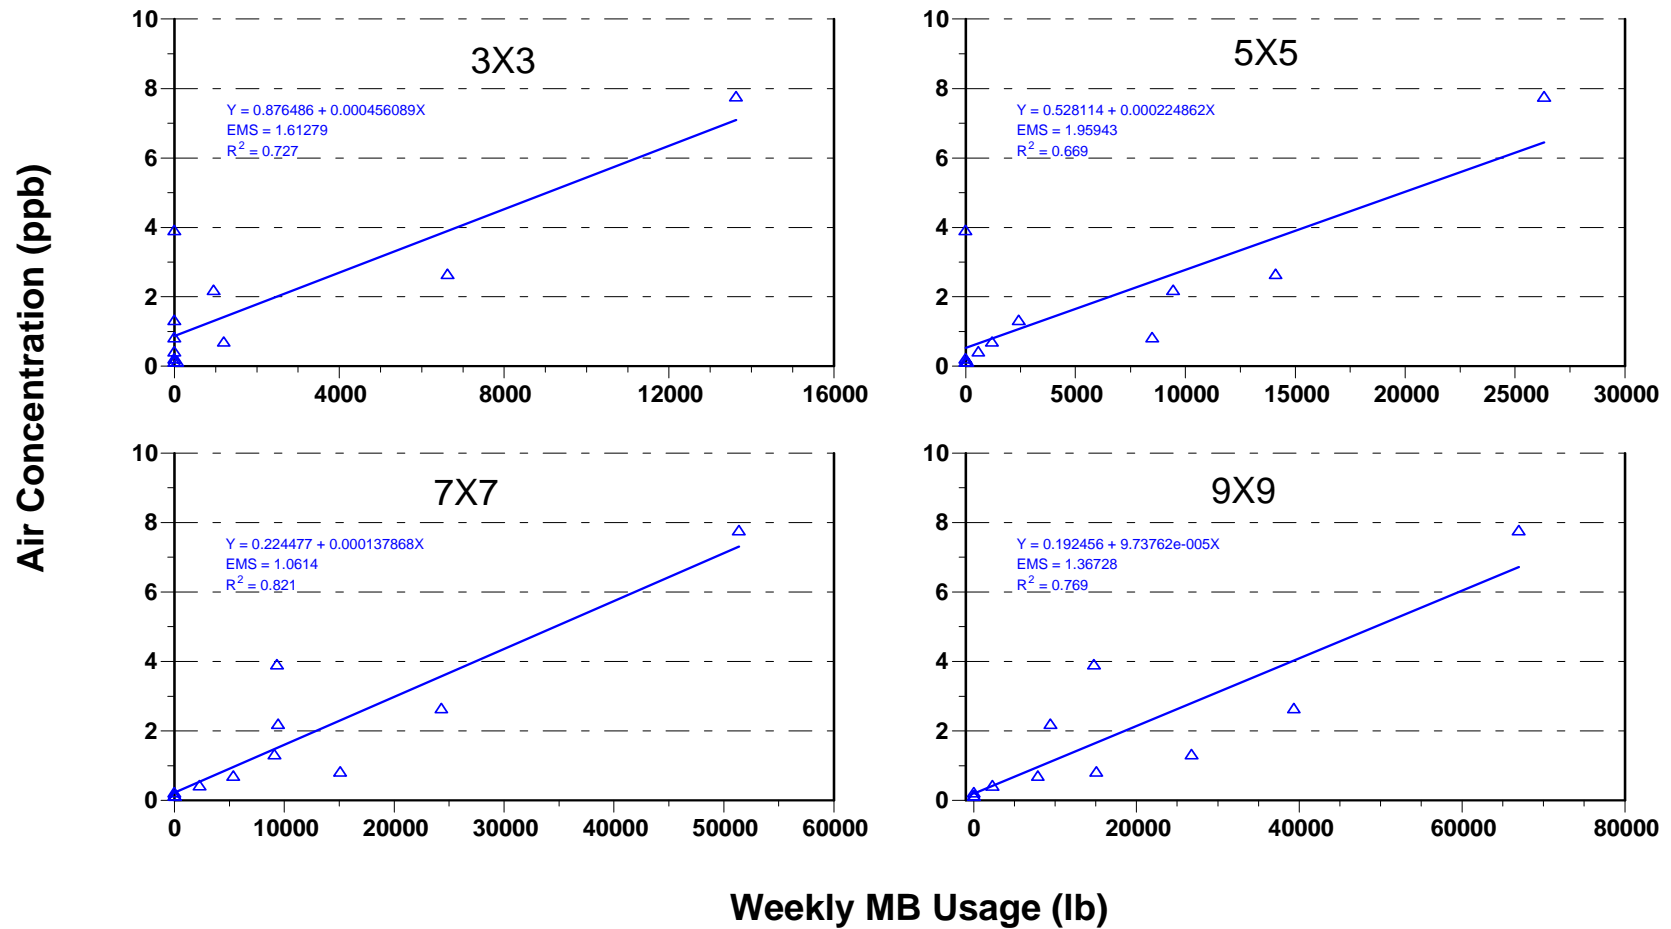 Air Concentration (ppb)
3X3
Y = 0.876486 + 0.000456089X
EMS = 1.61279
R2 = 0.727
10
8
6
4
2
0
0 4000 8000 12000 16000
5X5
Y = 0.528114 + 0.000224862X
EMS = 1.95943
R2 = 0.669
10
8
6
4
2
0
0 5000 10000 15000 20000 25000 30000
7X7
Y = 0.224477 + 0.000137868X
EMS = 1.0614
R2 = 0.821
10
8
6
4
2
0
0 10000 20000 30000 40000 50000 60000
9X9
Y = 0.192456 + 9.73762e-005X
EMS = 1.36728
R2 = 0.769
10
8
6
4
2
0
0 20000 40000 60000 80000
Weekly MB Usage (lb)